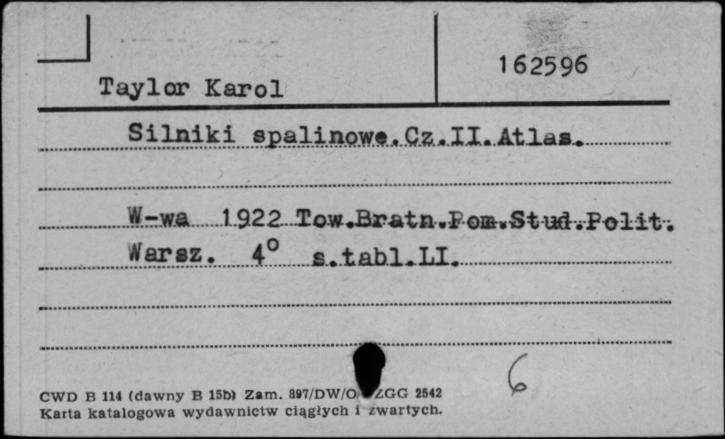 162596
Taylor Karol
Silniki spalinowe.Cz.II.Atlas.
W-wa 1922 Tow.Bratn.Pom.Stud.Polit.
Warsz. 4° s.tabl.LI.
6
CWD B 114 (dawny B 15b) Zam. 897/DW/O ZGG 2542
Karta katalogowa wydawnictw ciągłych i zwartych.